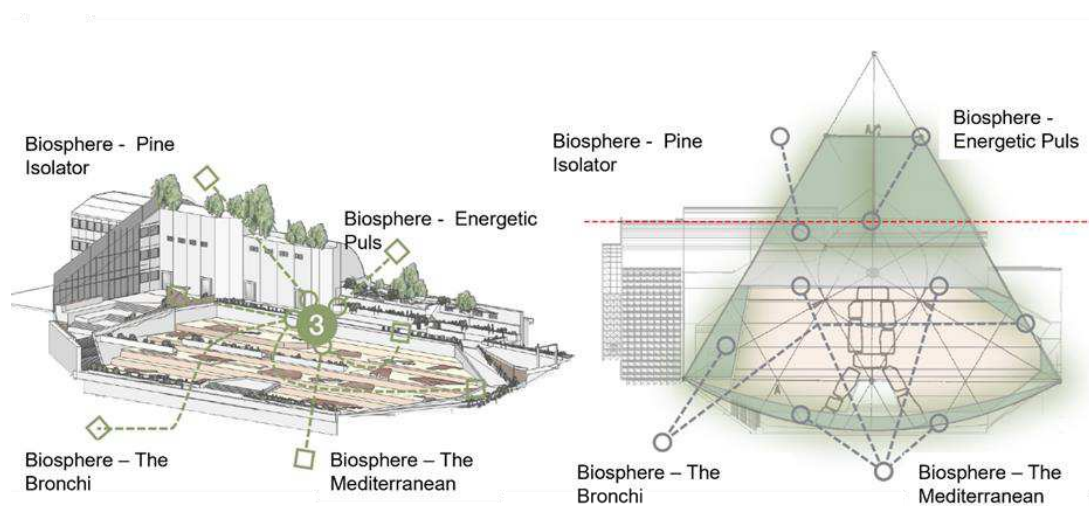 Biosphere - Pine
Isolator
Biosphere - Energetic
Puls
3
Biosphere – The
Bronchi
Biosphere – The
Mediterranean
Biosphere - Pine
Isolator
Biosphere -
Energetic Puls
Biosphere – The
Bronchi
Biosphere – The
Mediterranean